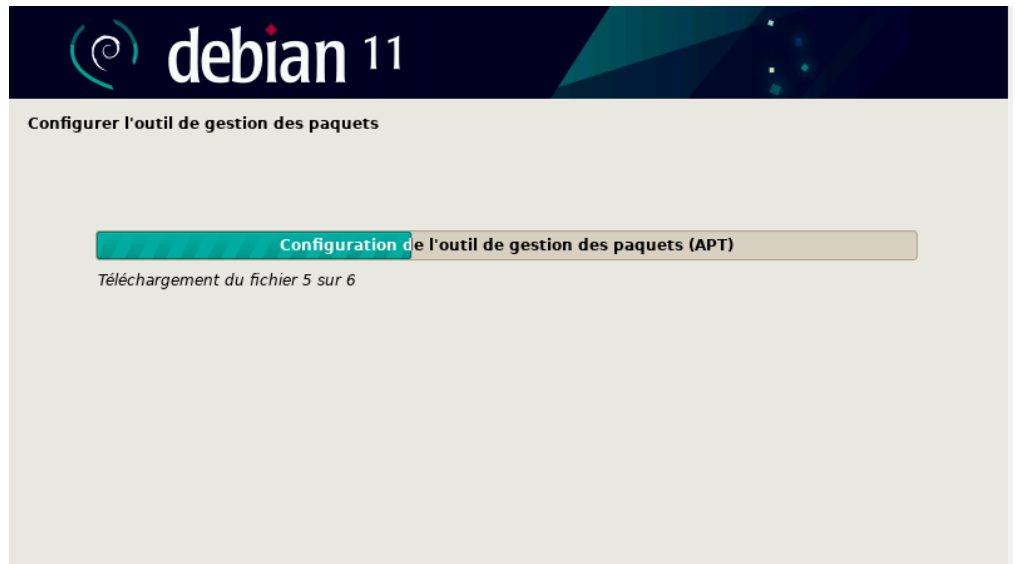 debian 11
Configurer l'outil de gestion des paquets
Configuration de l'outil de gestion des paquets (APT)
Téléchargement du fichier 5 sur 6